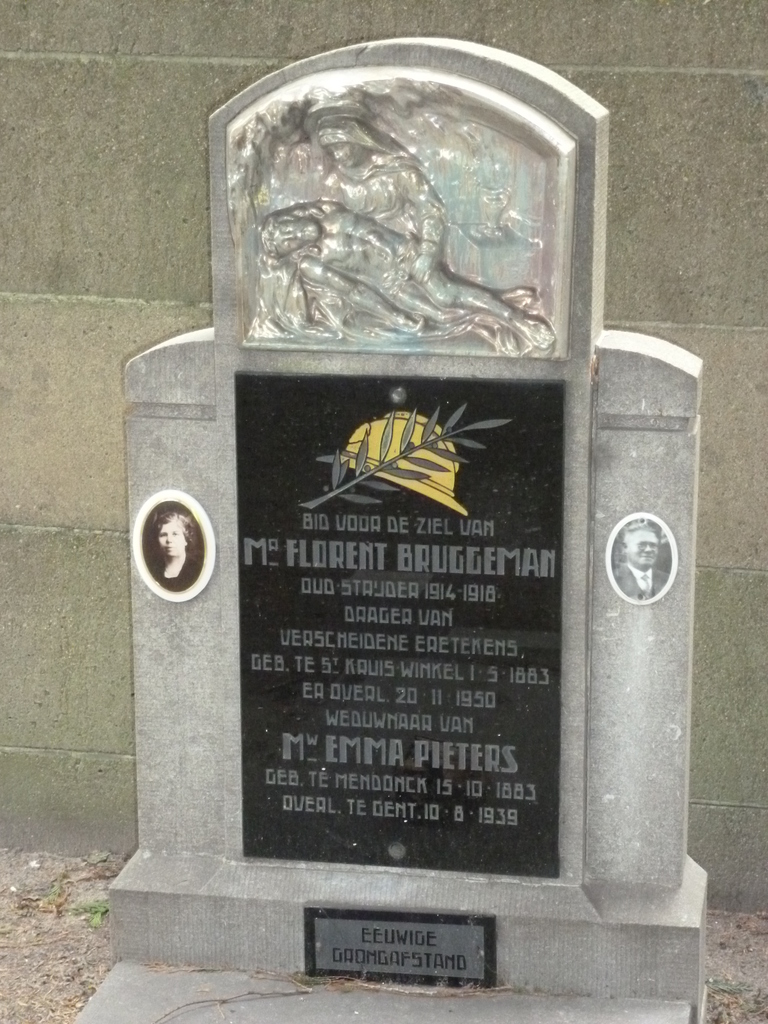 BID VOOR DE ZIEL VAN
MR FLORENT BRUGGEMAN
OUD-STRIJDER 1914-1918
DRAGER VAN
VERSCHEIDENE ERETEKENS,
GEB. TE ST KRUIS-WINKEL 1·5·1883
ER OVERL. 20·11·1950
WEDUWNAAR VAN
MW EMMA PIETERS
GEB. TE MENDONCK 15·10·1883
OVERL. TE GENT.10·8·1939
EEUWIGE
GRONDAFSTAND